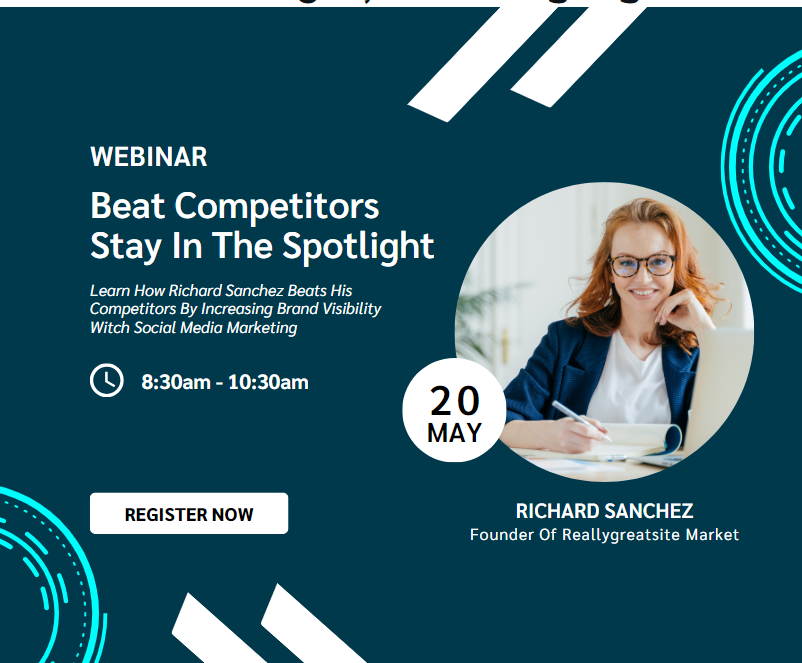 WEBINAR
Beat Competitors
Stay In The Spotlight
Learn How Richard Sanchez Beats His
Competitors By Increasing Brand Visibility
Witch Social Media Marketing
8:30am - 10:30am
20
MAY
REGISTER NOW
RICHARD SANCHEZ
Founder Of Reallygreatsite Market